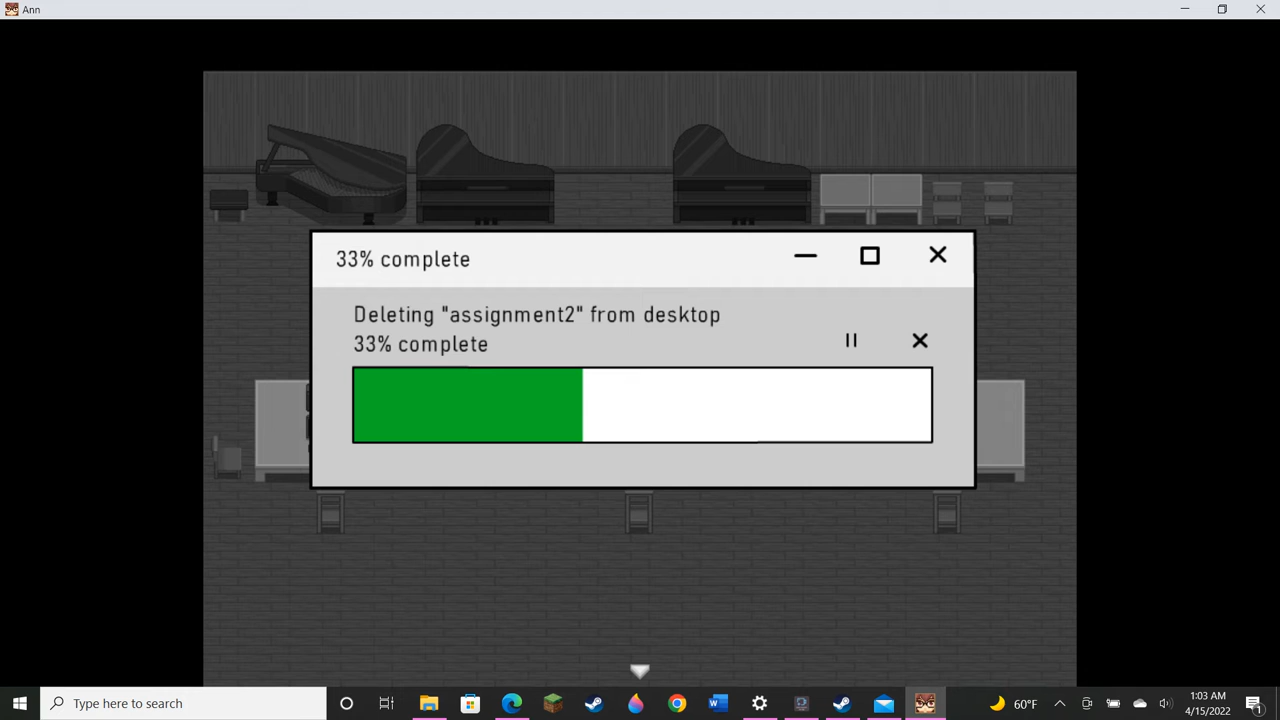 Ann
33% complete
Deleting "assignment2" from desktop
33% complete
Type here to search
60°F
1:03 AM
4/15/2022
1